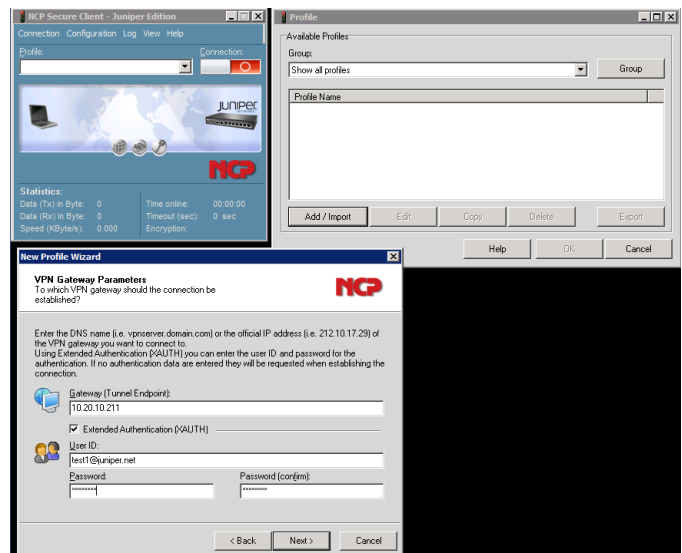 NCP Secure Client - Juniper Edition
Connection Configuration Log View Help
Profile: Connection:
JUNIPEr
NCP
Statistics:
Data (Tx) in Byte: 0 Time online: 00:00:00
Data (Rx) in Byte: 0 Timeout (sec): 0 sec
Speed (KByte/s): 0.000 Encryption:
Profile
Available Profiles
Group:
Show all profiles Group
Profile Name
Add / Import Edit Copy Delete Export
Help OK Cancel
New Profile Wizard
VPN Gateway Parameters
To which VPN gateway should the connection be
established?
NCP
Enter the DNS name (i.e. vpnserver.domain.com) or the official IP address (i.e. 212.10.17.29) of
the VPN gateway you want to connect to.
Using Extended Authentication (XAUTH) you can enter the user ID and password for the
authentication. If no authentication data are entered they will be requested when establishing the
connection.
Gateway (Tunnel Endpoint):
10.20.10.211
Extended Authentication (XAUTH)
User ID:
test1@juniper.net
Password: Password (confirm):
< Back Next > Cancel